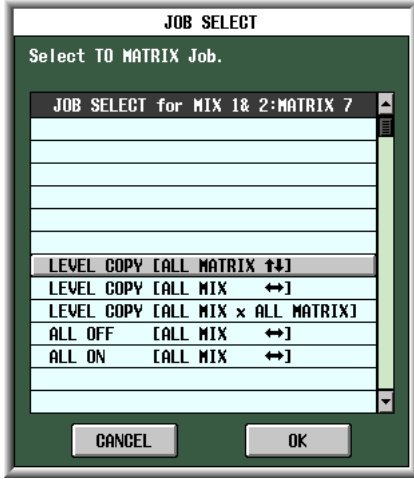 JOB SELECT
Select TO MATRIX Job.
JOB SELECT for MIX 1& 2:MATRIX 7
LEVEL COPY [ALL MATRIX ↑↓]
LEVEL COPY [ALL MIX ↔]
LEVEL COPY [ALL MIX x ALL MATRIX]
ALL OFF [ALL MIX ↔]
ALL ON [ALL MIX ↔]
CANCEL OK